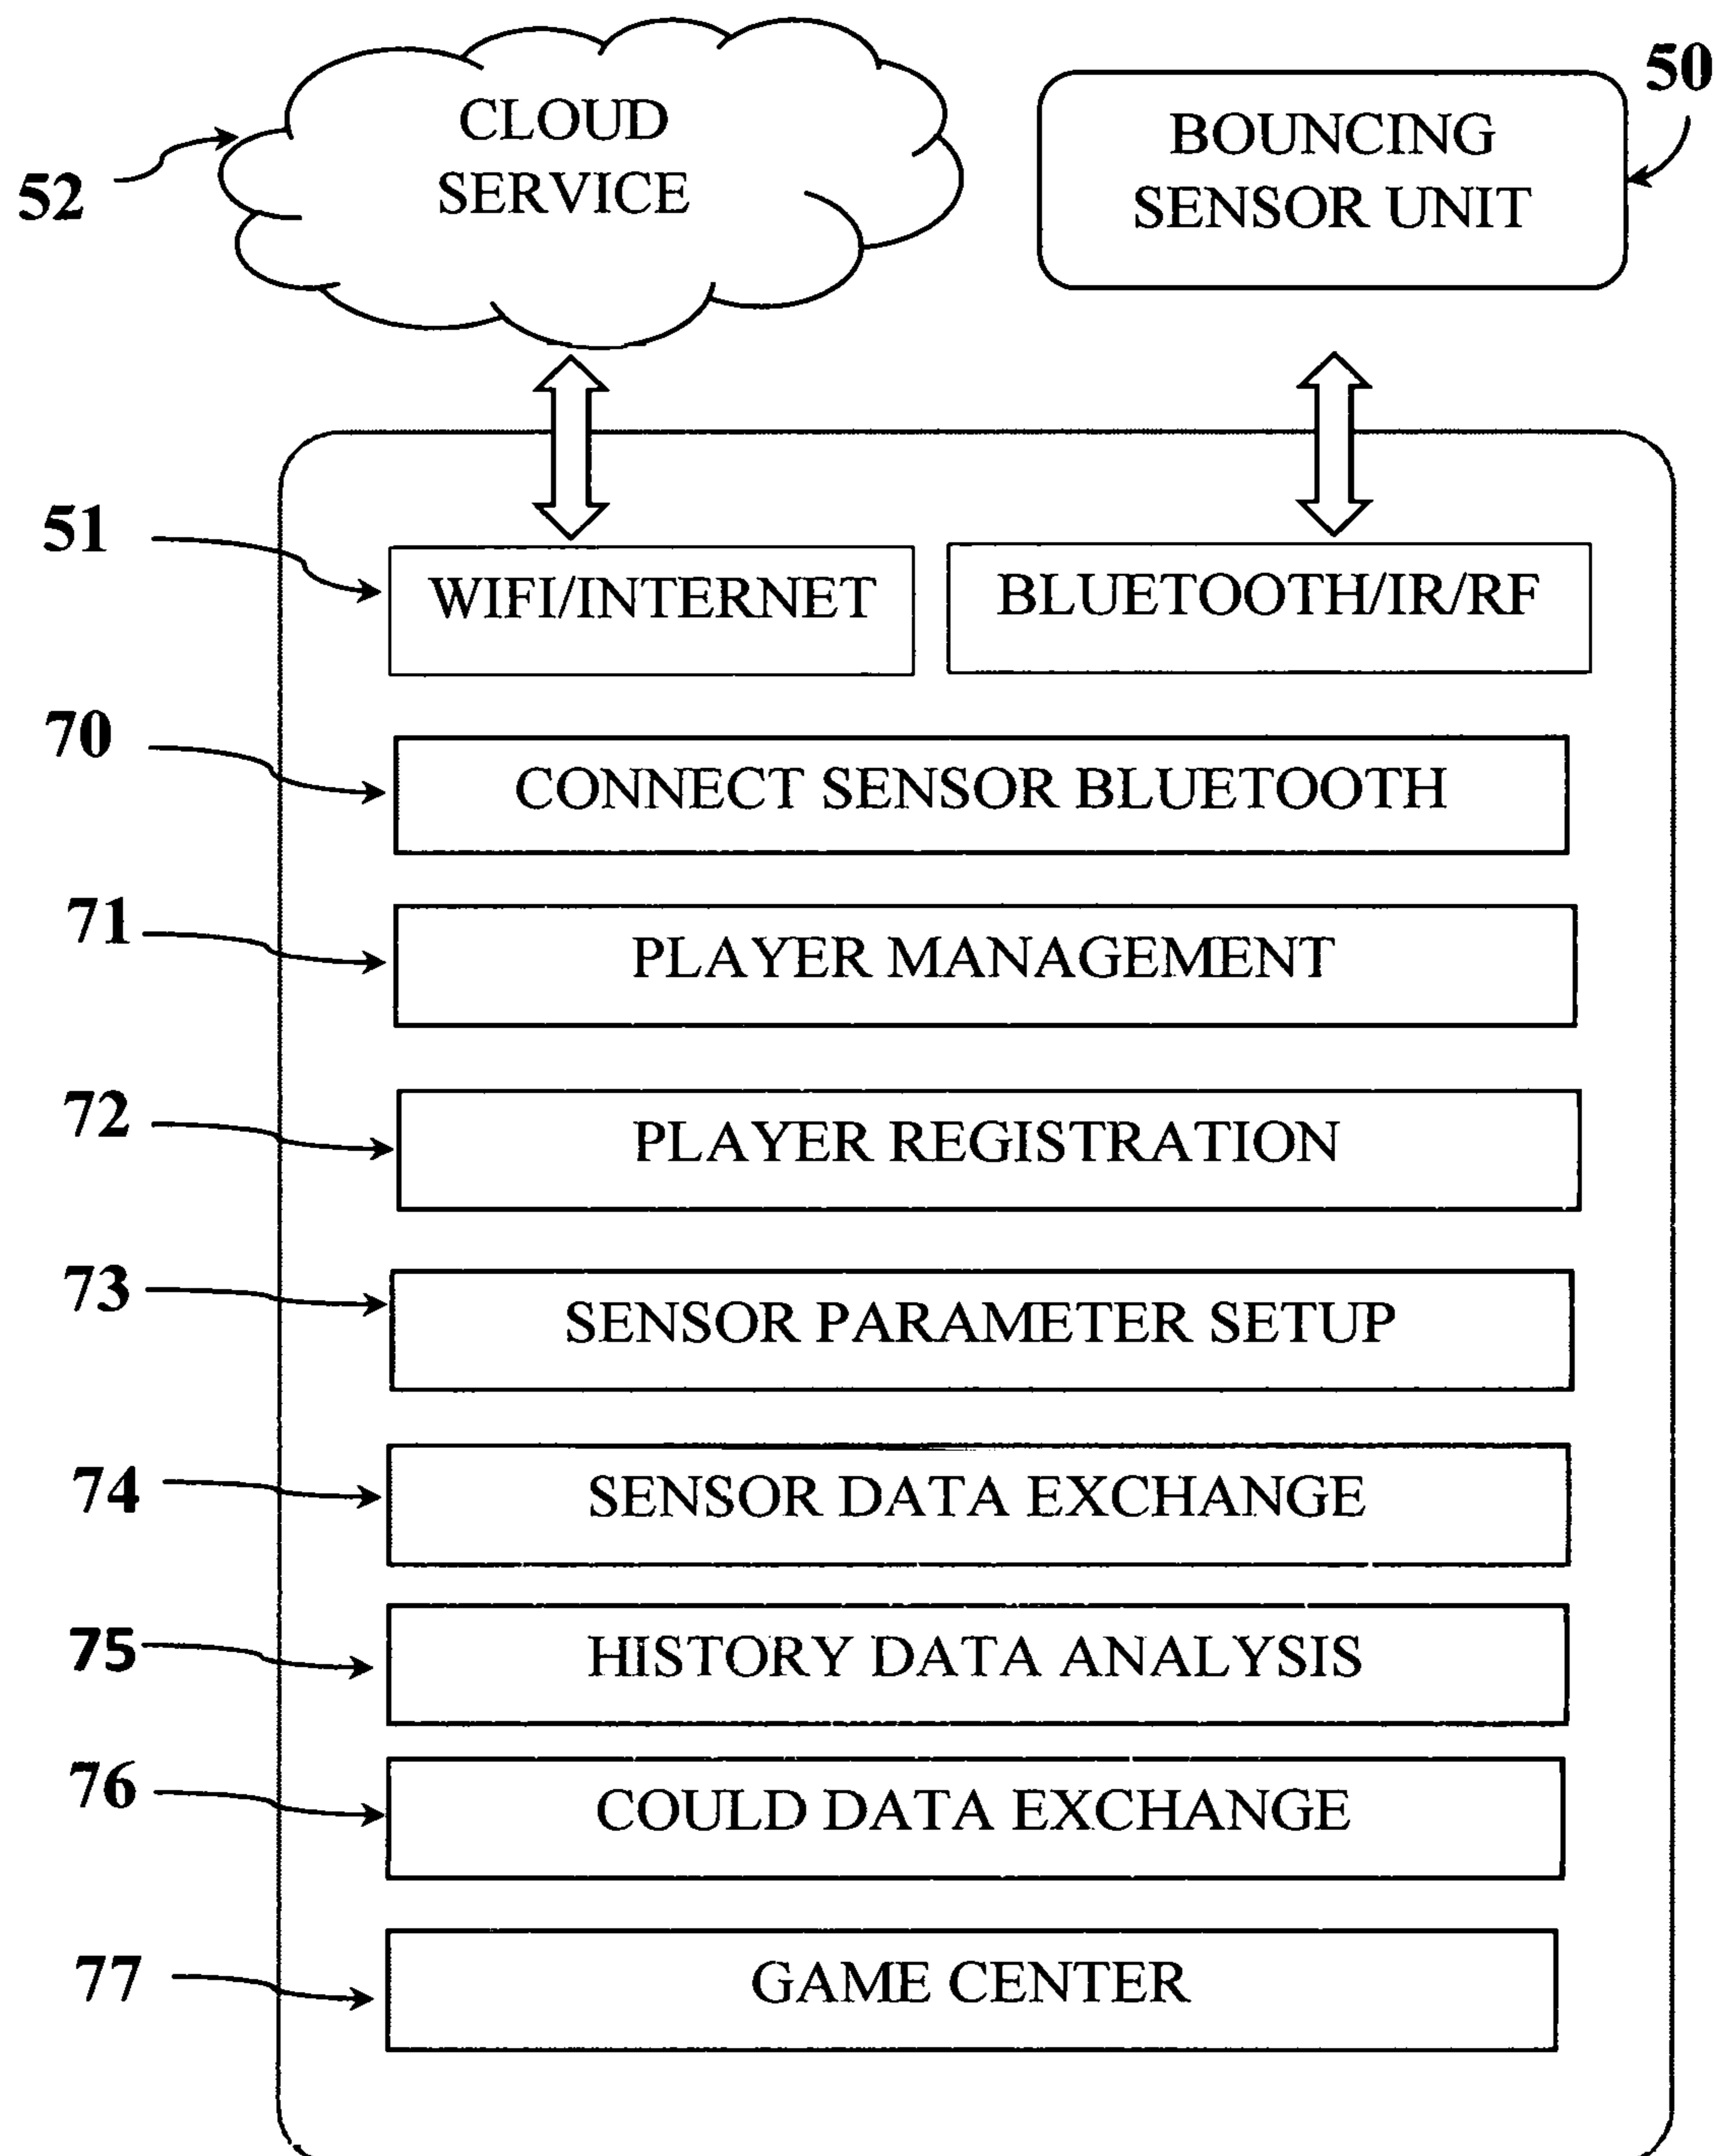 CLOUD
SERVICE
52
BOUNCING
SENSOR UNIT
50
51
WIFI/INTERNET
BLUETOOTH/IR/RF
70
CONNECT SENSOR BLUETOOTH
71
PLAYER MANAGEMENT
72
PLAYER REGISTRATION
73
SENSOR PARAMETER SETUP
74
SENSOR DATA EXCHANGE
75
HISTORY DATA ANALYSIS
76
COULD DATA EXCHANGE
77
GAME CENTER